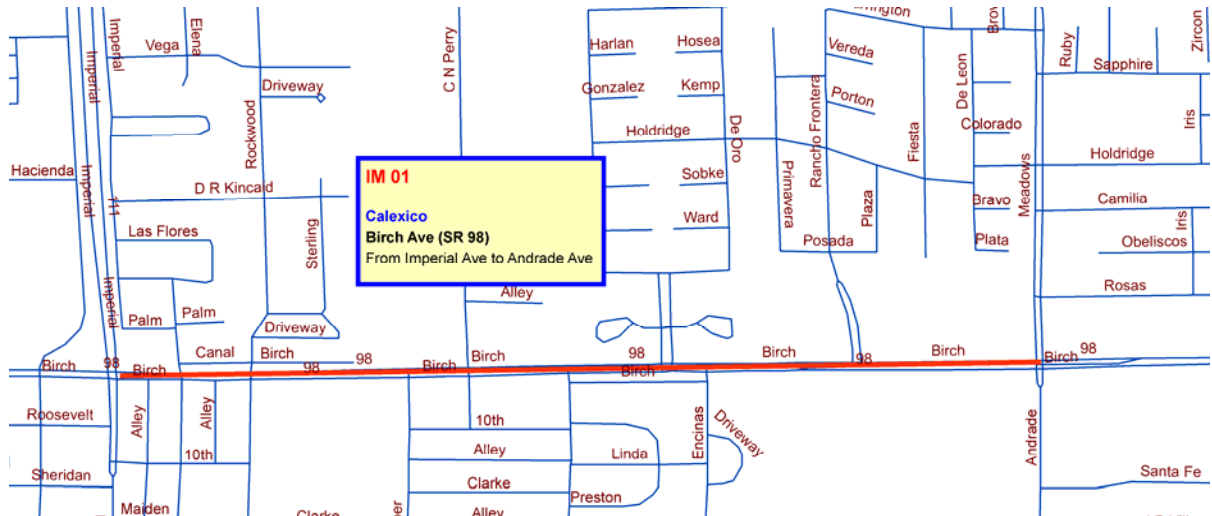 Imperial
Elena
Vega
Imperial
C N Perry
Harlan
Hosea
Vereda
Ruby
Zircon
Sapphire
Driveway
Gonzalez
Kemp
Porton
De Leon
Rockwood
De Oro
Holdridge
Rancho Frontera
Fiesta
Colorado
Iris
Hacienda
Imperial
IM 01
Calexico
Birch Ave (SR 98)
From Imperial Ave to Andrade Ave
Primavera
Holdridge
D R Kincaid
Sobke
Plaza
Meadows
Bravo
Camilia
111
Ward
Iris
Las Flores
Sterling
Posada
Plata
Obeliscos
Imperial
Alley
Rosas
Palm
Palm
Driveway
Birch
98
Birch
Canal
Birch
98
98
Birch
Birch
98
Birch
Birch
98
Birch
Birch
98
Roosevelt
Alley
Alley
10th
Encinas
Driveway
Andrade
10th
Alley
Linda
Sheridan
Clarke
Santa Fe
Maiden
Preston
Alley